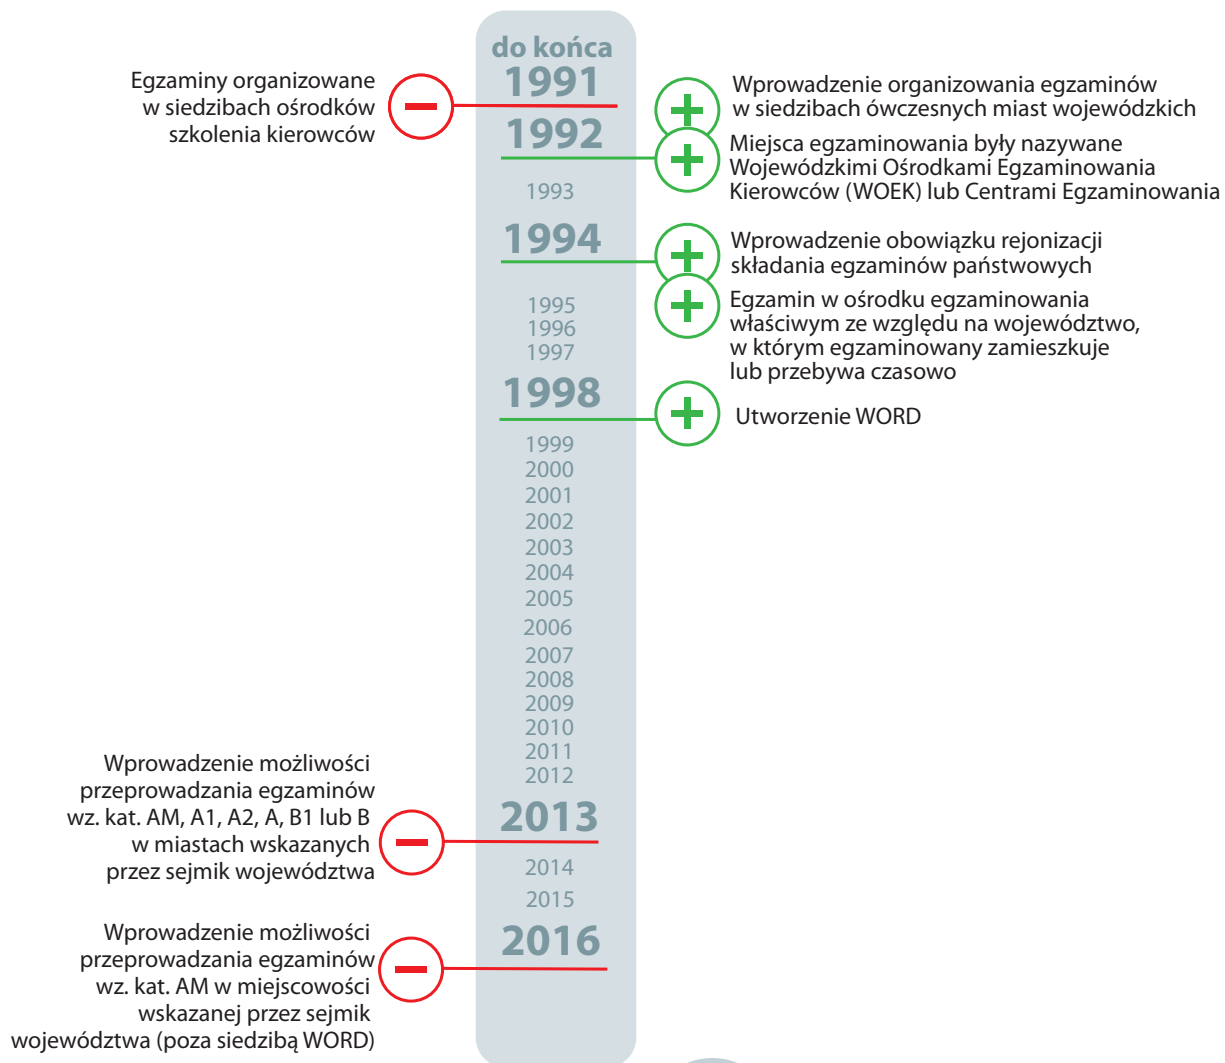 do końca
1991
Egzaminy organizowane
w siedzibach ośrodków
szkolenia kierowców
Wprowadzenie organizowania egzaminów
w siedzibach ówczesnych miast wojewódzkich
1992
Miejsca egzaminowania były nazywane
Wojewódzkimi Ośrodkami Egzaminowania
Kierowców (WOEK) lub Centrami Egzaminowania
1993
1994
Wprowadzenie obowiązku rejonizacji
składania egzaminów państwowych
1995
1996
1997
Egzamin w ośrodku egzaminowania
właściwym ze względu na województwo,
w którym egzaminowany zamieszkuje
lub przebywa czasowo
1998
Utworzenie WORD
1999
2000
2001
2002
2003
2004
2005
2006
2007
2008
2009
2010
2011
2012
Wprowadzenie możliwości
przeprowadzania egzaminów
wz. kat. AM, A1, A2, A, B1 lub B
w miastach wskazanych
przez sejmik województwa
2013
2014
2015
2016
Wprowadzenie możliwości
przeprowadzania egzaminów
wz. kat. AM w miejscowości
wskazanej przez sejmik
województwa (poza siedzibą WORD)